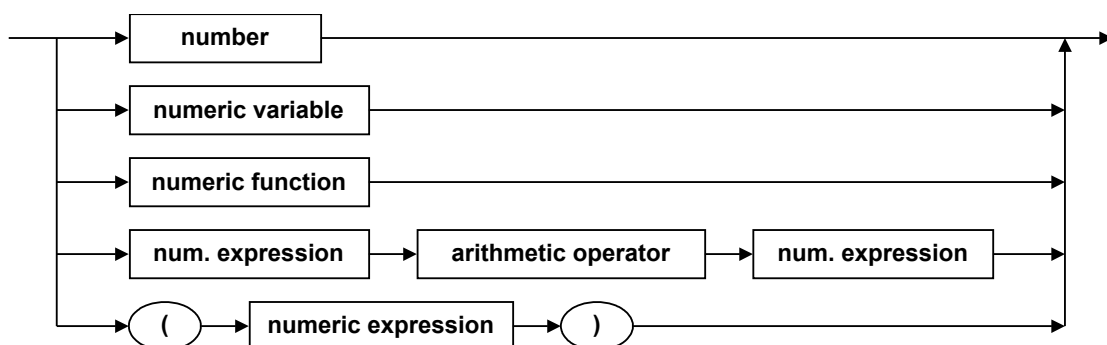 number
numeric variable
numeric function
num. expression arithmetic operator num. expression
( numeric expression )